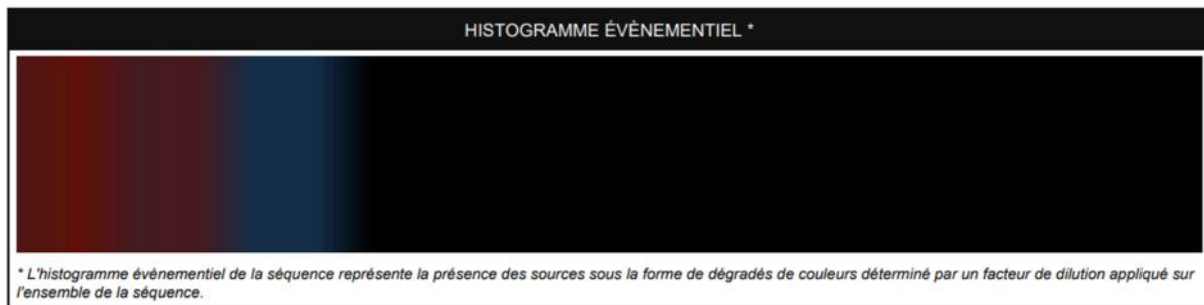 HISTOGRAMME ÉVÈNEMENTIEL *
* L'histogramme évènementiel de la séquence représente la présence des sources sous la forme de dégradés de couleurs déterminé par un facteur de dilution appliqué sur
l'ensemble de la séquence.